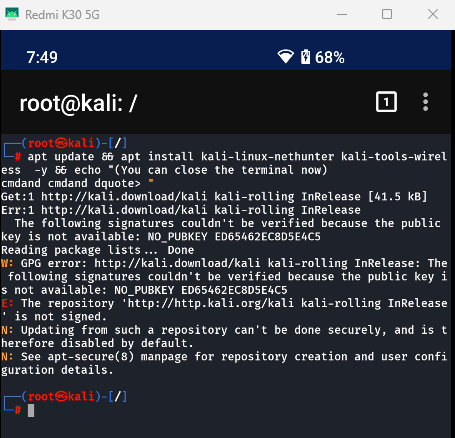 Redmi K30 5G
7:49 68%
root@kali: / 1
┌──(root㉿kali)-[/]
└─# apt update && apt install kali-linux-nethunter kali-tools-wirel
ess  -y && echo "(You can close the terminal now)
cmdand cmdand dquote> "
Get:1 http://kali.download/kali kali-rolling InRelease [41.5 kB]
Err:1 http://kali.download/kali kali-rolling InRelease
  The following signatures couldn't be verified because the public
key is not available: NO_PUBKEY ED65462EC8D5E4C5
Reading package lists... Done
W: GPG error: http://kali.download/kali kali-rolling InRelease: The
 following signatures couldn't be verified because the public key i
s not available: NO_PUBKEY ED65462EC8D5E4C5
E: The repository 'http://http.kali.org/kali kali-rolling InRelease
' is not signed.
N: Updating from such a repository can't be done securely, and is t
herefore disabled by default.
N: See apt-secure(8) manpage for repository creation and user confi
guration details.
┌──(root㉿kali)-[/]
└─#